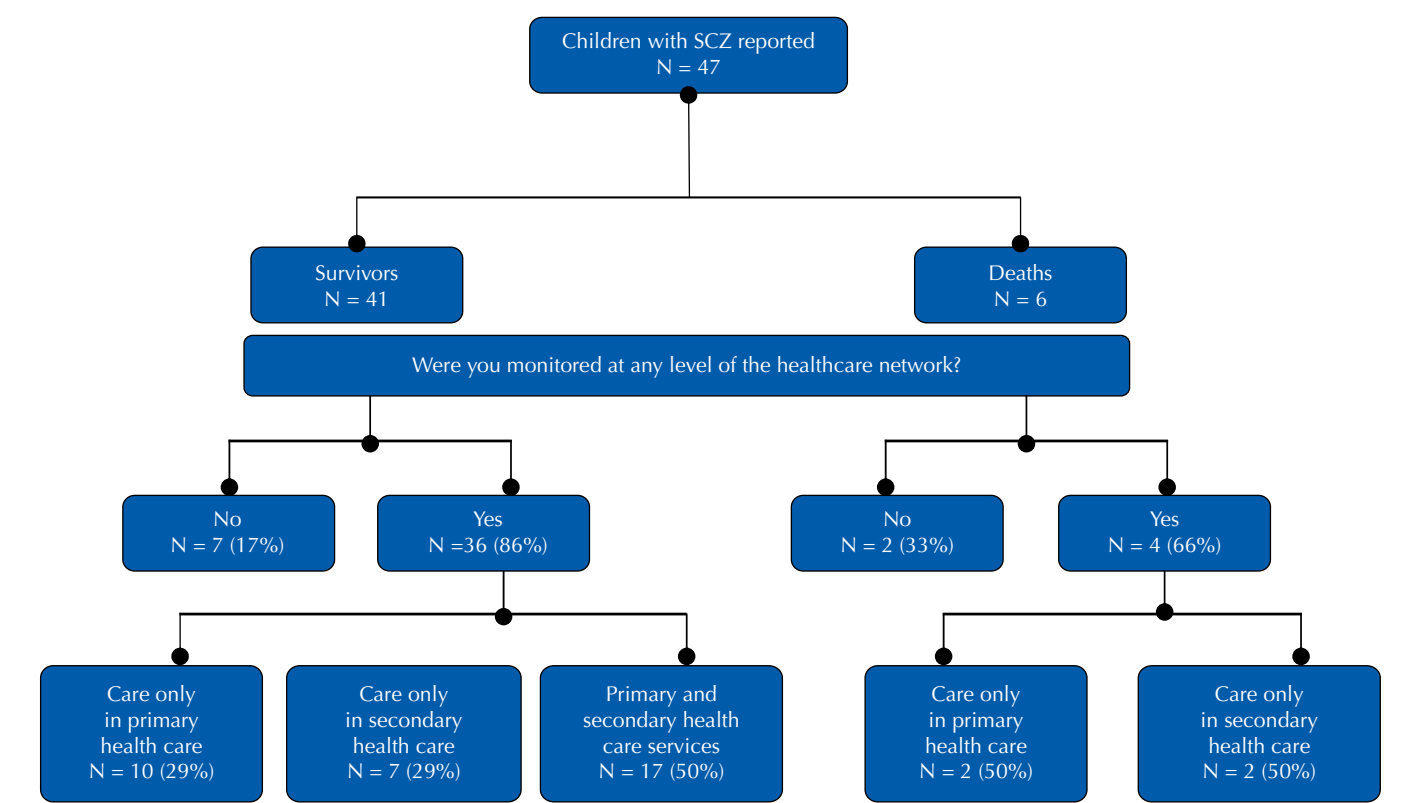 Children with SCZ reported
N = 47
Survivors
N = 41
Deaths
N = 6
Were you monitored at any level of the healthcare network?
No
N = 7 (17%)
Yes
N =36 (86%)
No
N = 2 (33%)
Yes
N = 4 (66%)
Care only
in primary
health care
N = 10 (29%)
Care only
in secondary
health care
N = 7 (29%)
Primary and
secondary health
care services
N = 17 (50%)
Care only
in primary
health care
N = 2 (50%)
Care only
in secondary
health care
N = 2 (50%)